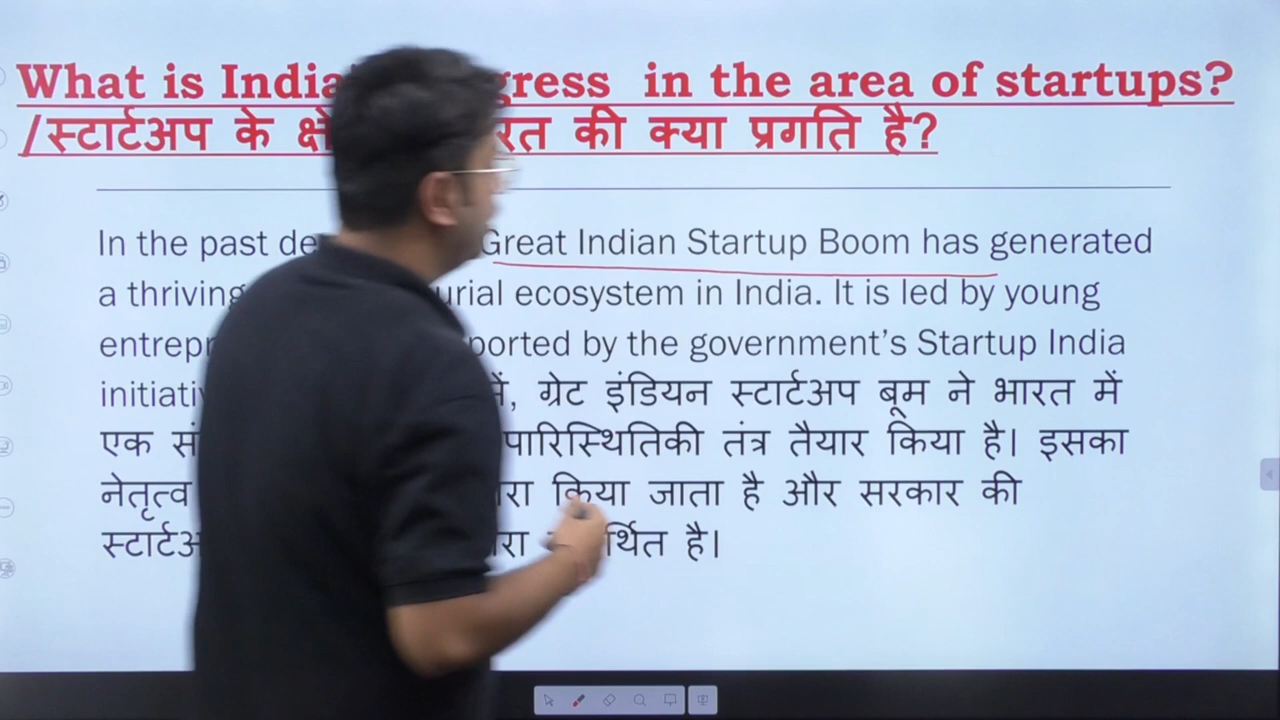 What is India gress in the area of startups?
/स्टार्टअप के क्षे रत की क्या प्रगति है?
In the past de Great Indian Startup Boom has generated
a thriving urial ecosystem in India. It is led by young
entrepr ported by the government's Startup India
initiati ें, ग्रेट इंडियन स्टार्टअप बूम ने भारत में
एक सं पारिस्थितिकी तंत्र तैयार किया है। इसका
नेतृत्व ारा किया जाता है और सरकार की
स्टार्टअ ारा र्थित है।